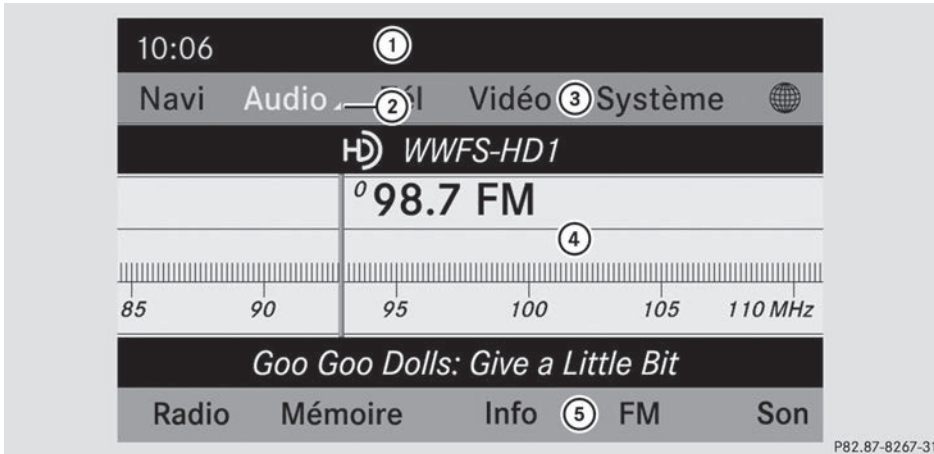 10:06 1
Navi Audio 2 él Vidéo 3 Système
HD WWFS-HD1
0 98.7 FM
4
85 90 95 100 105 110 MHz
Goo Goo Dolls: Give a Little Bit
Radio Mémoire Info 5 FM Son
P82.87-8267-31